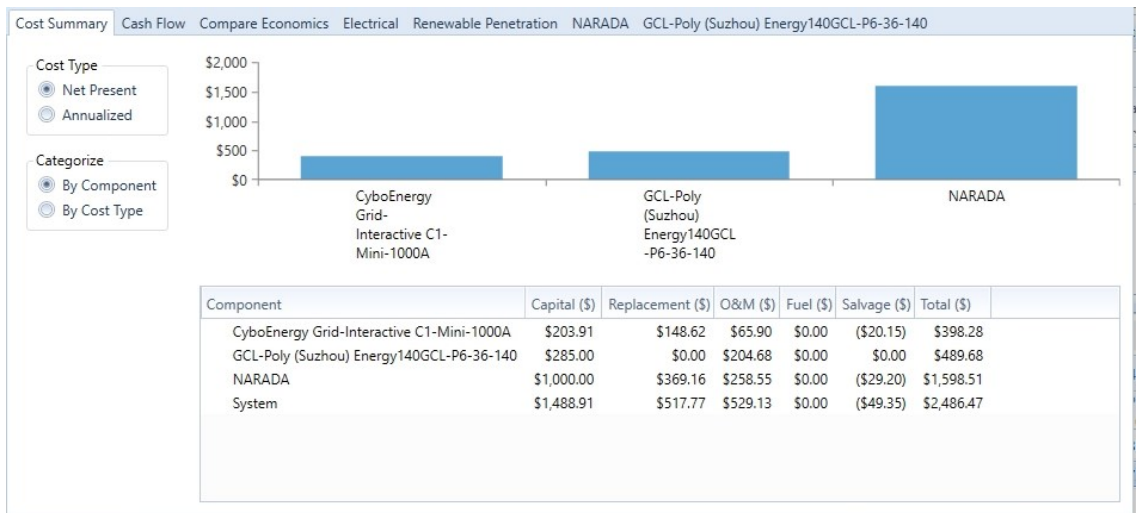 Cost Summary Cash Flow Compare Economics Electrical Renewable Penetration NARADA GCL-Poly (Suzhou) Energy140GCL-P6-36-140
Cost Type
Net Present
Annualized
Categorize
By Component
By Cost Type
$2,000
$1,500
$1,000
$500
$0
CyboEnergy
Grid-
Interactive C1-
Mini-1000A
GCL-Poly
(Suzhou)
Energy140GCL
-P6-36-140
NARADA
Component Capital ($) Replacement ($) O&M ($) Fuel ($) Salvage ($) Total ($)
CyboEnergy Grid-Interactive C1-Mini-1000A $203.91 $148.62 $65.90 $0.00 ($20.15) $398.28
GCL-Poly (Suzhou) Energy140GCL-P6-36-140 $285.00 $0.00 $204.68 $0.00 $0.00 $489.68
NARADA $1,000.00 $369.16 $258.55 $0.00 ($29.20) $1,598.51
System $1,488.91 $517.77 $529.13 $0.00 ($49.35) $2,486.47